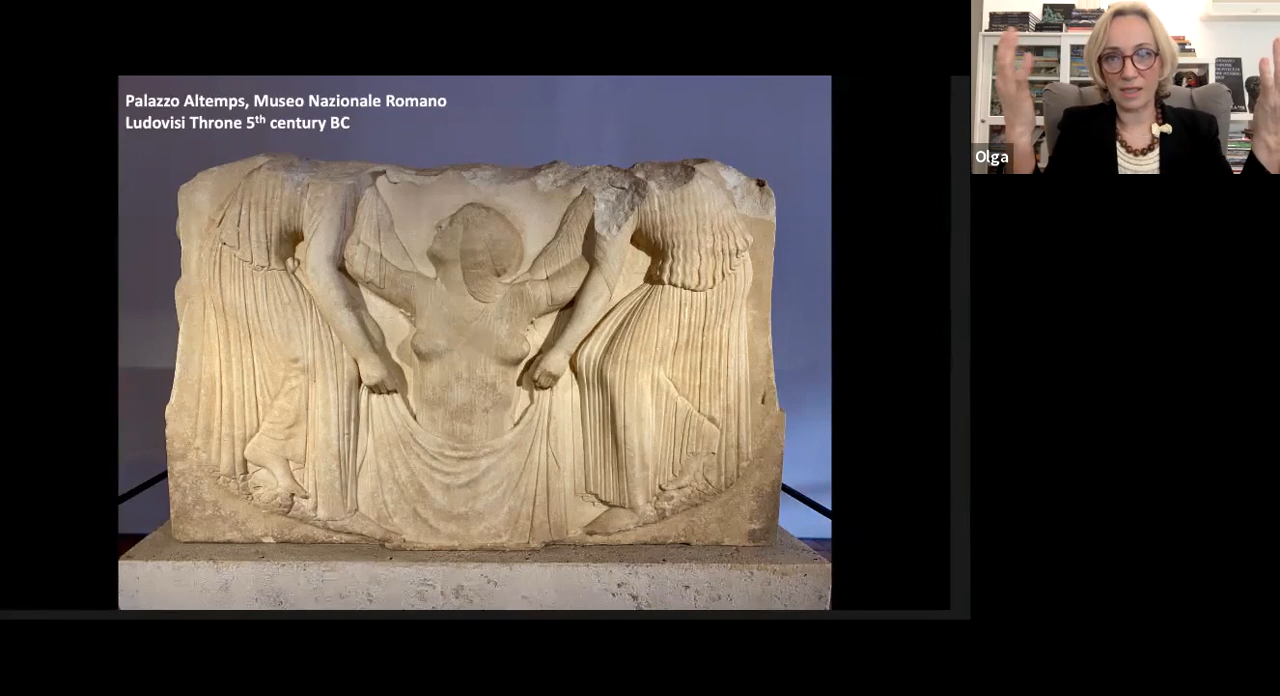 Palazzo Altemps, Museo Nazionale Romano
Ludovisi Throne 5th century BC
Olga